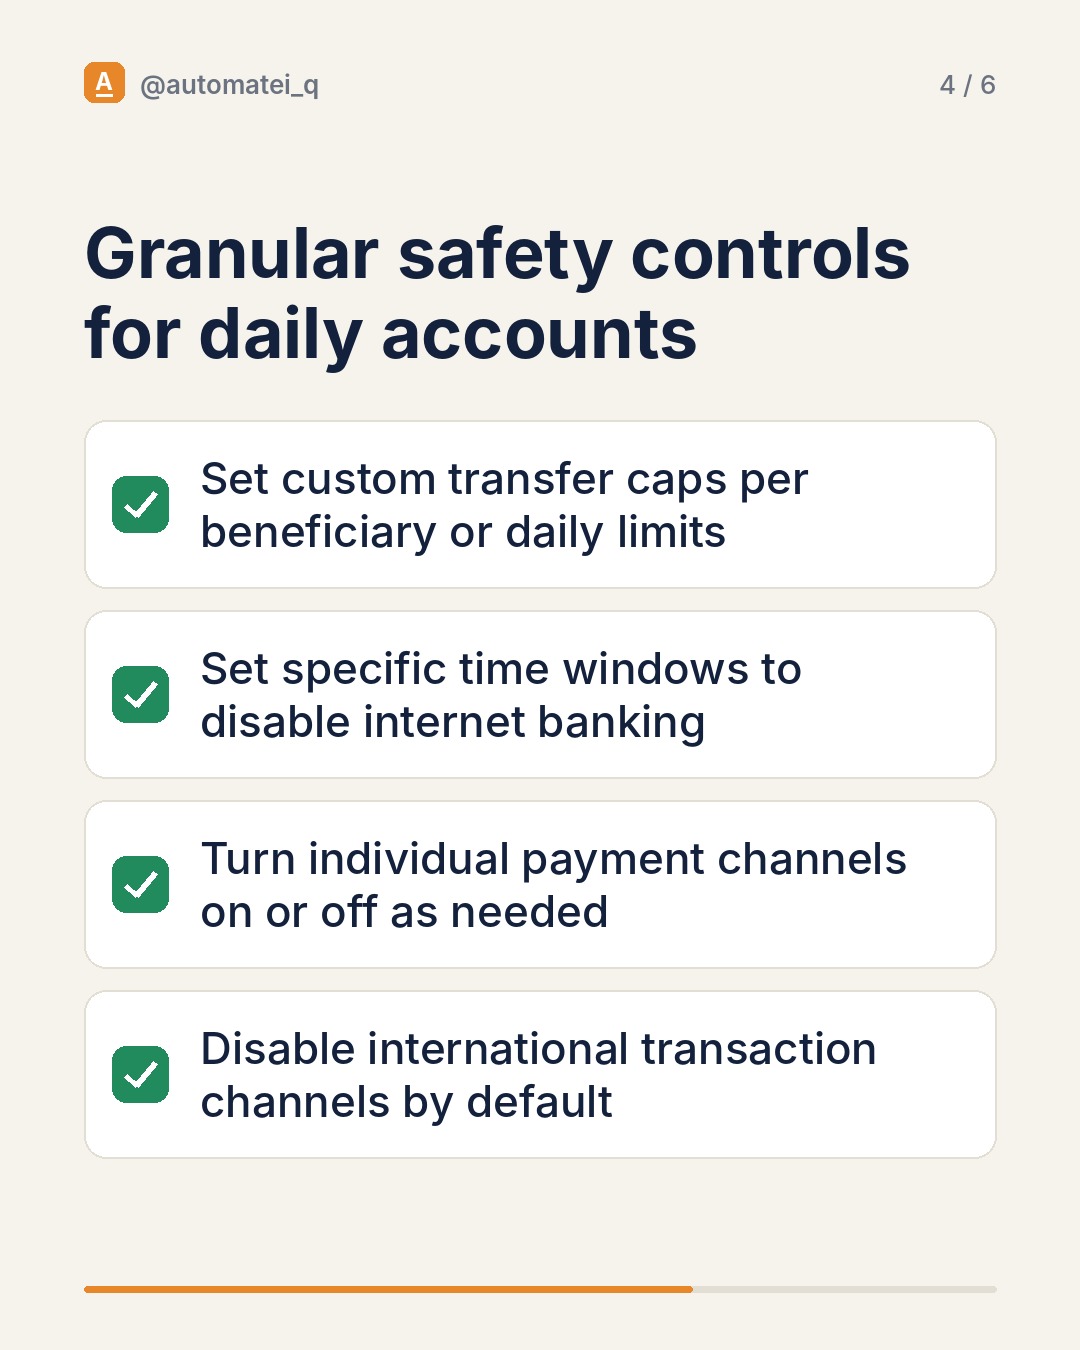 A @automatei_q
4 / 6
Granular safety controls
for daily accounts
Set custom transfer caps per
beneficiary or daily limits
Set specific time windows to
disable internet banking
Turn individual payment channels
on or off as needed
Disable international transaction
channels by default